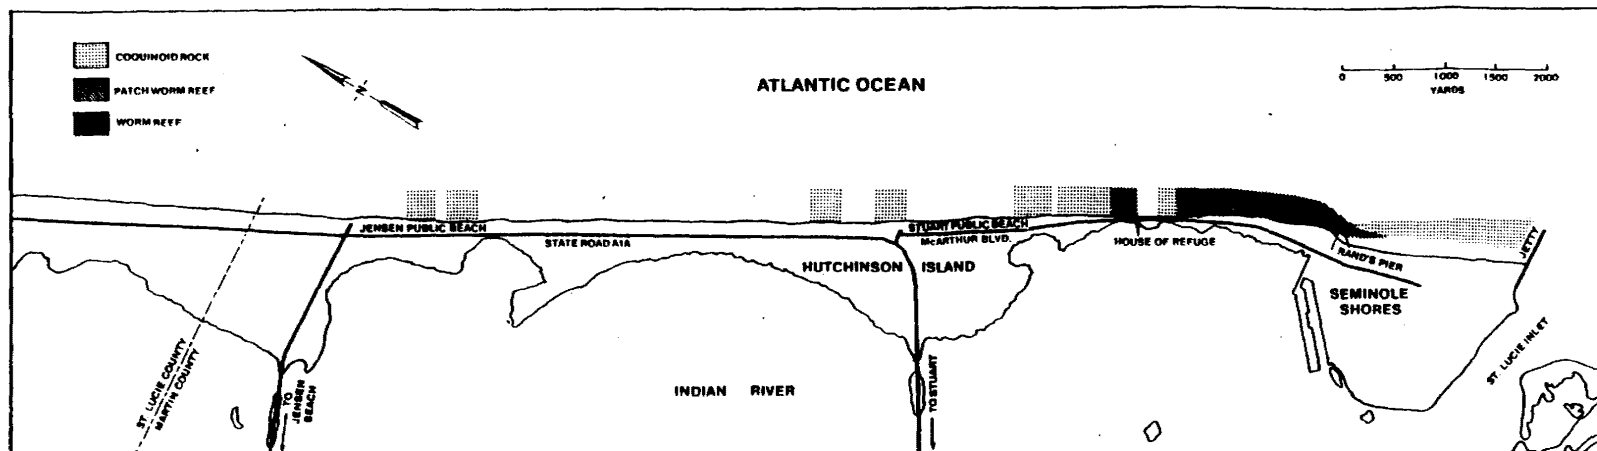 COQUINOID ROCK
PATCH WORM REEF
WORM REEF
N
ATLANTIC OCEAN
0 500 1000 1500 2000
YARDS
JENSEN PUBLIC BEACH
STATE ROAD A1A
STUART PUBLIC BEACH
McARTHUR BLVD.
HOUSE OF REFUGE
RAND'S PIER
JETTY
HUTCHINSON ISLAND
SEMINOLE
SHORES
ST. LUCIE COUNTY
MARTIN COUNTY
TO
JENSEN
BEACH
INDIAN RIVER
TO STUART
ST. LUCIE INLET